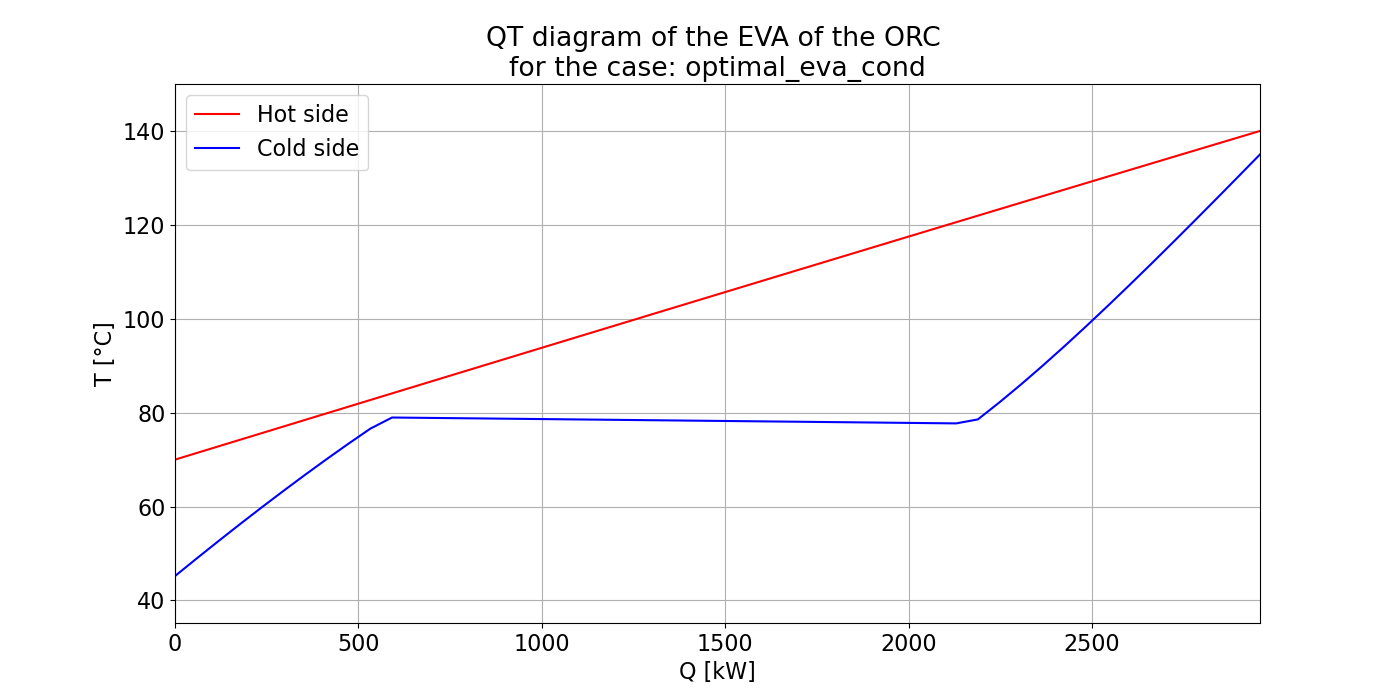 QT diagram of the EVA of the ORC
for the case: optimal_eva_cond
Hot side
Cold side
T [°C]
140
120
100
80
60
40
0
500
1000
1500
2000
2500
Q [kW]